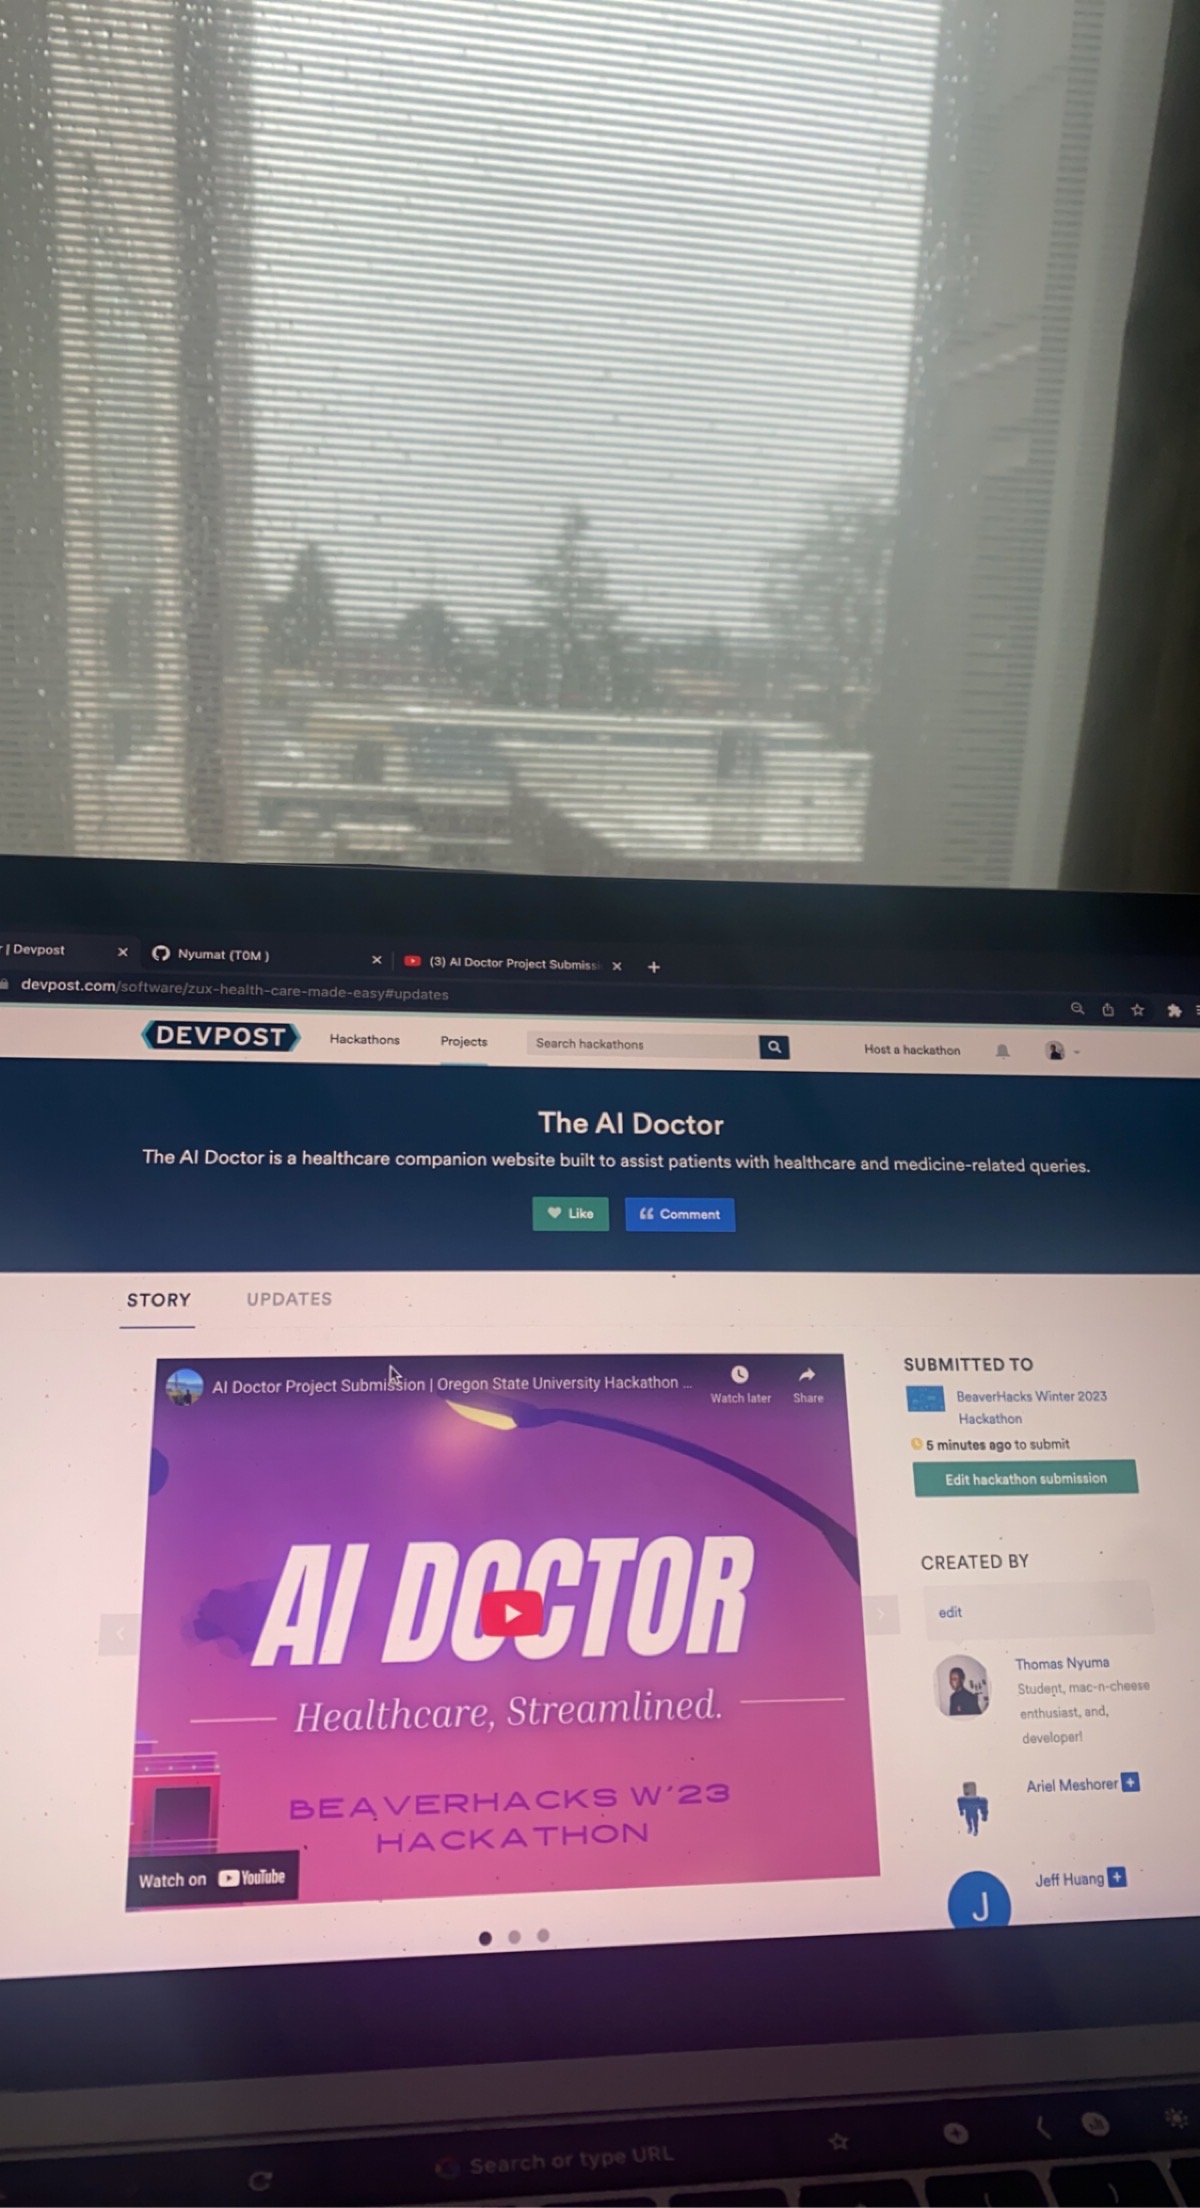 | Devpost
Nyumat (T0M )
(3) AI Doctor Project Submiss
devpost.com/software/zux-health-care-made-easy#updates
DEVPOST
Hackathons
Projects
Search hackathons
Host a hackathon
The AI Doctor
The AI Doctor is a healthcare companion website built to assist patients with healthcare and medicine-related queries.
Like
Comment
STORY
UPDATES
AI Doctor Project Submission | Oregon State University Hackathon ...
Watch later
Share
AI DOCTOR
Healthcare, Streamlined.
BEAVERHACKS W'23
HACKATHON
Watch on YouTube
SUBMITTED TO
BeaverHacks Winter 2023
Hackathon
5 minutes ago to submit
Edit hackathon submission
CREATED BY
edit
Thomas Nyuma
Student, mac-n-cheese
enthusiast, and,
developer!
Ariel Meshorer
J
Jeff Huang
Search or type URL